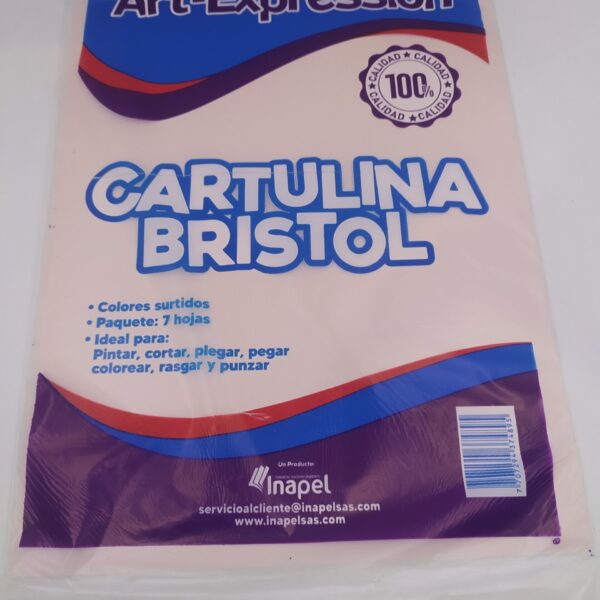 Art-Expression
CALIDAD ★ CALIDAD ★ CALIDAD ★ CALIDAD
100%
CARTULINA
BRISTOL
• Colores surtidos
• Paquete: 7 hojas
• Ideal para:
Pintar, cortar, plegar, pegar
colorear, rasgar y punzar
Un Producto:
Inapel
servicioalcliente@inapelsas.com
www.inapelsas.com